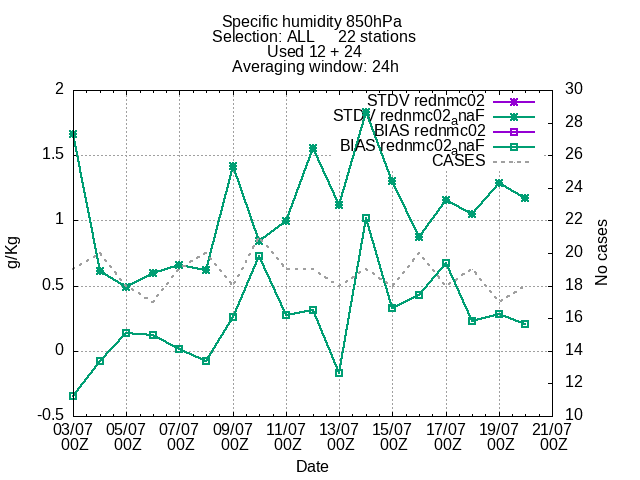 Specific humidity 850hPa
Selection: ALL 22 stations
Used 12 + 24
Averaging window: 24h
STDV rednmc02
STDV rednmc02anaF
BIAS rednmc02
BIAS rednmc02anaF
CASES
2
1.5
1
0.5
0
-0.5
g/Kg
30
28
26
24
22
20
18
16
14
12
10
No cases
03/07 05/07 07/07 09/07 11/07 13/07 15/07 17/07 19/07 21/07
00Z 00Z 00Z 00Z 00Z 00Z 00Z 00Z 00Z 00Z
Date